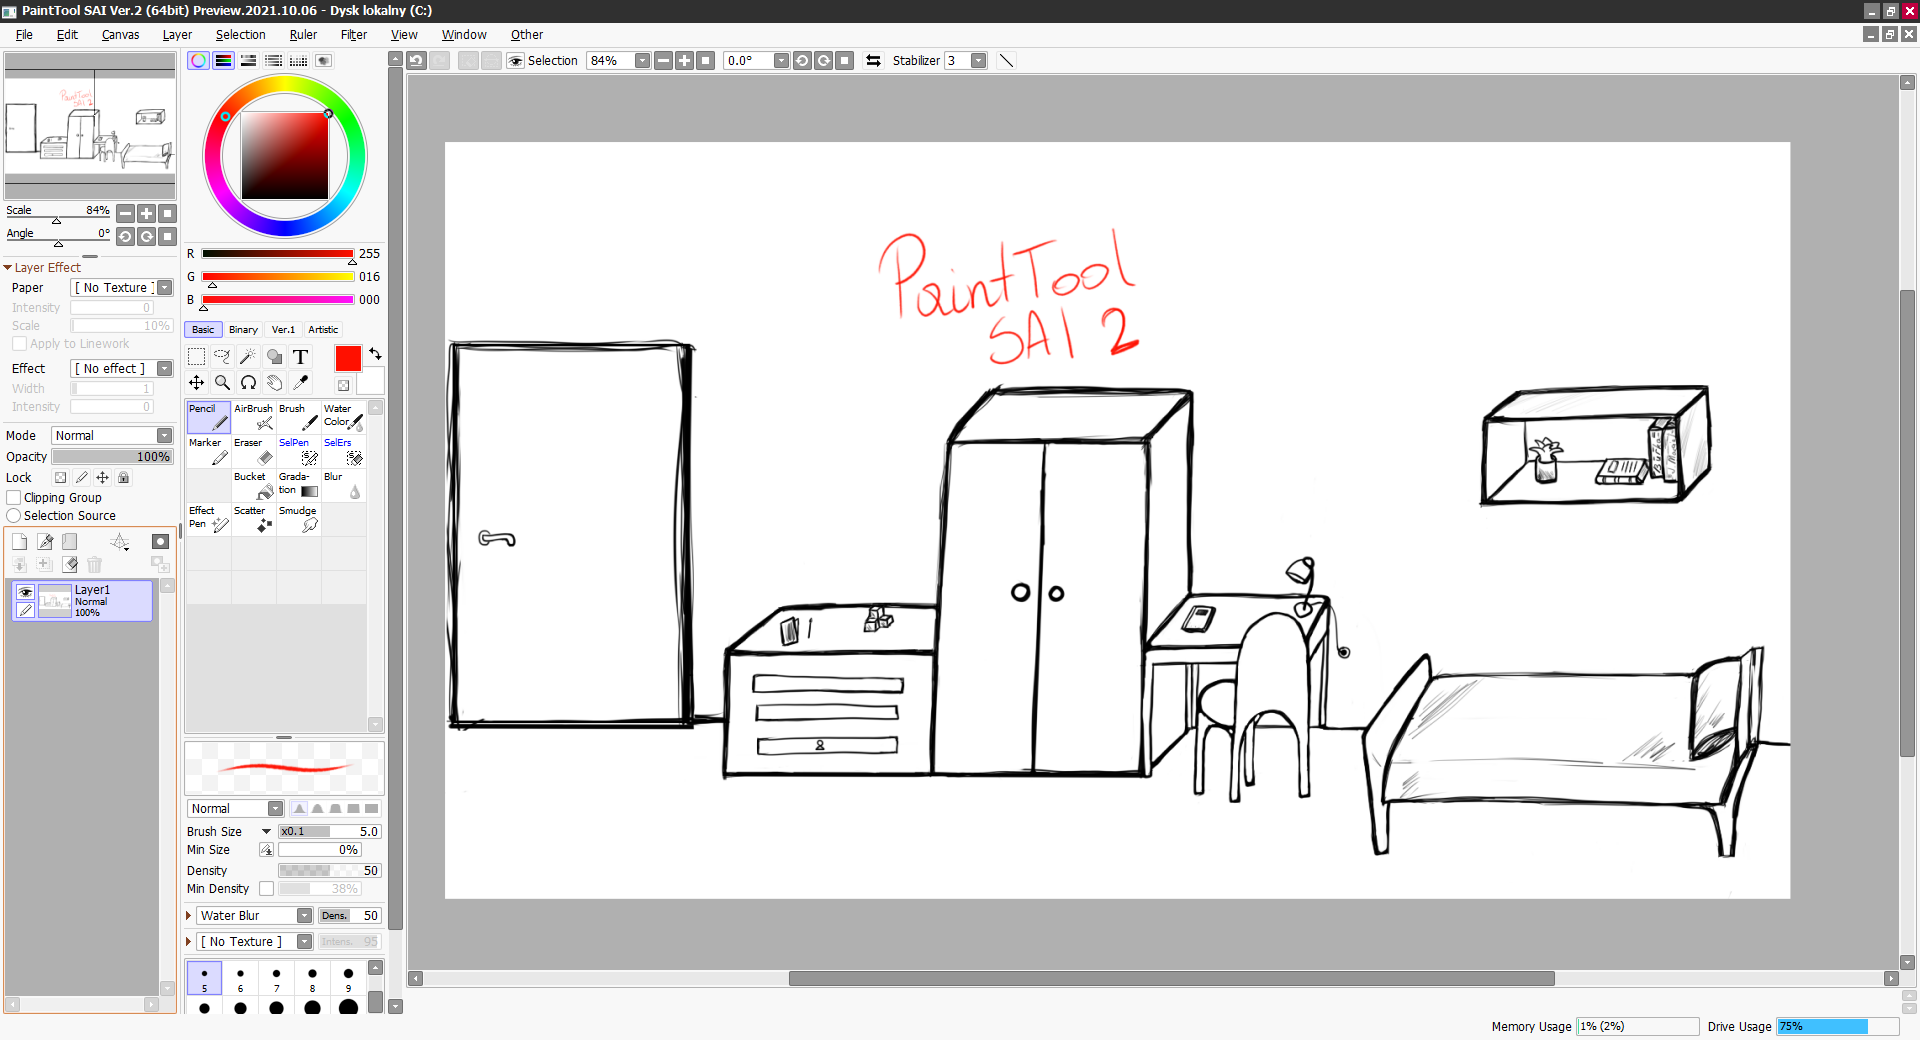 PaintTool SAI Ver.2 (64bit) Preview.2021.10.06 - Dysk lokalny (C:)
File Edit Canvas Layer Selection Ruler Filter View Window Other
Selection 84% 0.0° Stabilizer 3
Scale 84%
Angle 0°
Layer Effect
Paper [ No Texture ]
Intensity 0
Scale 10%
Apply to Linework
Effect [ No effect ]
Width 1
Intensity 0
Mode Normal
Opacity 100%
Lock
Clipping Group
Selection Source
Layer1
Normal
100%
R 255
G 016
B 000
Basic Binary Ver.1 Artistic
T
Pencil AirBrush Brush Water Color
Marker Eraser SelPen SelErs
Bucket Grada-tion Blur
Effect Pen Scatter Smudge
Normal
Brush Size x0.1 5.0
Min Size 0%
Density 50
Min Density 38%
Water Blur Dens. 50
[ No Texture ] Intens. 95
5 6 7 8 9
PaintTool
SAI 2
Memory Usage 1% (2%) Drive Usage 75%